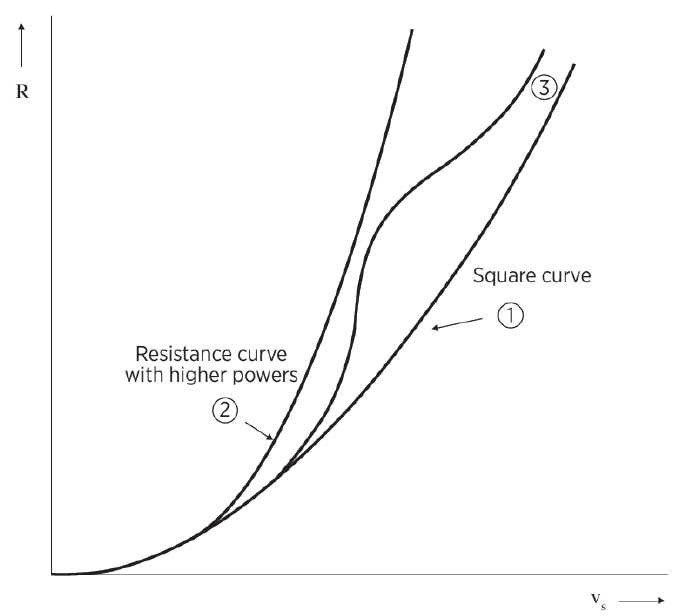 R
③
Square curve
①
Resistance curve
with higher powers
②
vₛ